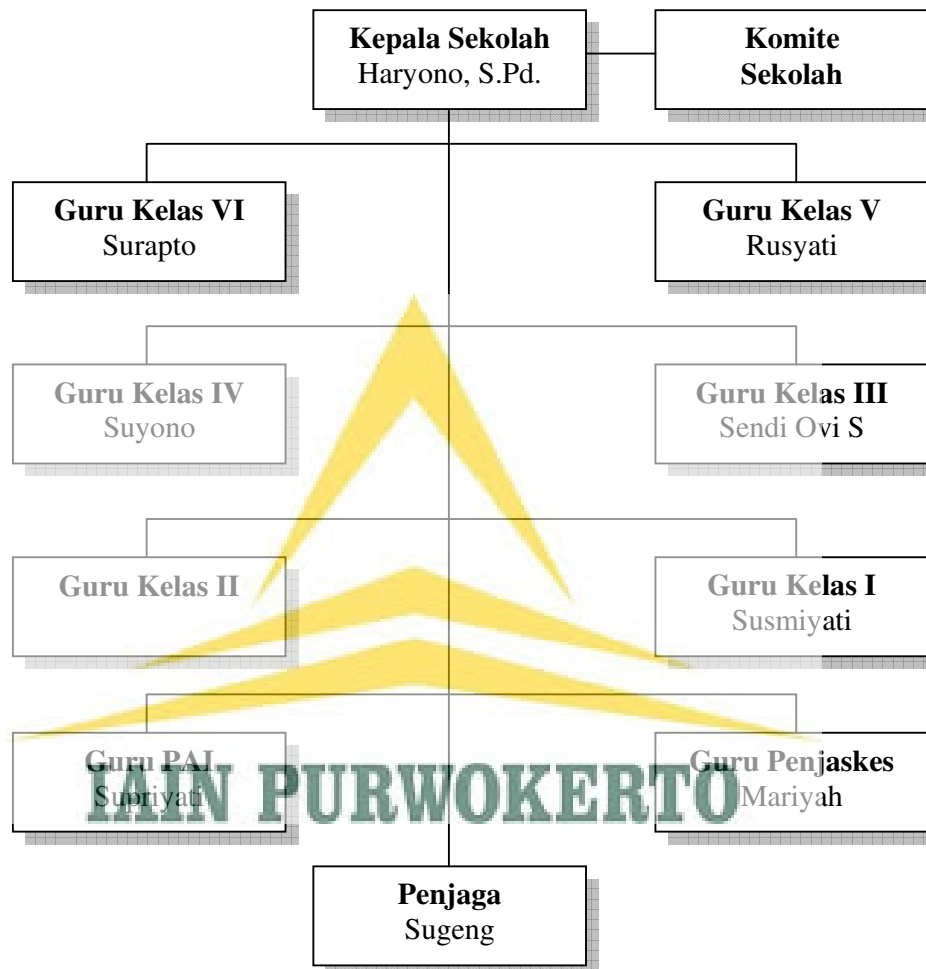 Kepala Sekolah
Haryono, S.Pd.
Komite
Sekolah
Guru Kelas VI
Surapto
Guru Kelas V
Rusyati
Guru Kelas IV
Suyono
Guru Kelas III
Sendi Ovi S
Guru Kelas II
Guru Kelas I
Susmiyati
Guru PAI
Supriyati
Guru Penjaskes
Mariyah
IAIN PURWOKERTO
Penjaga
Sugeng